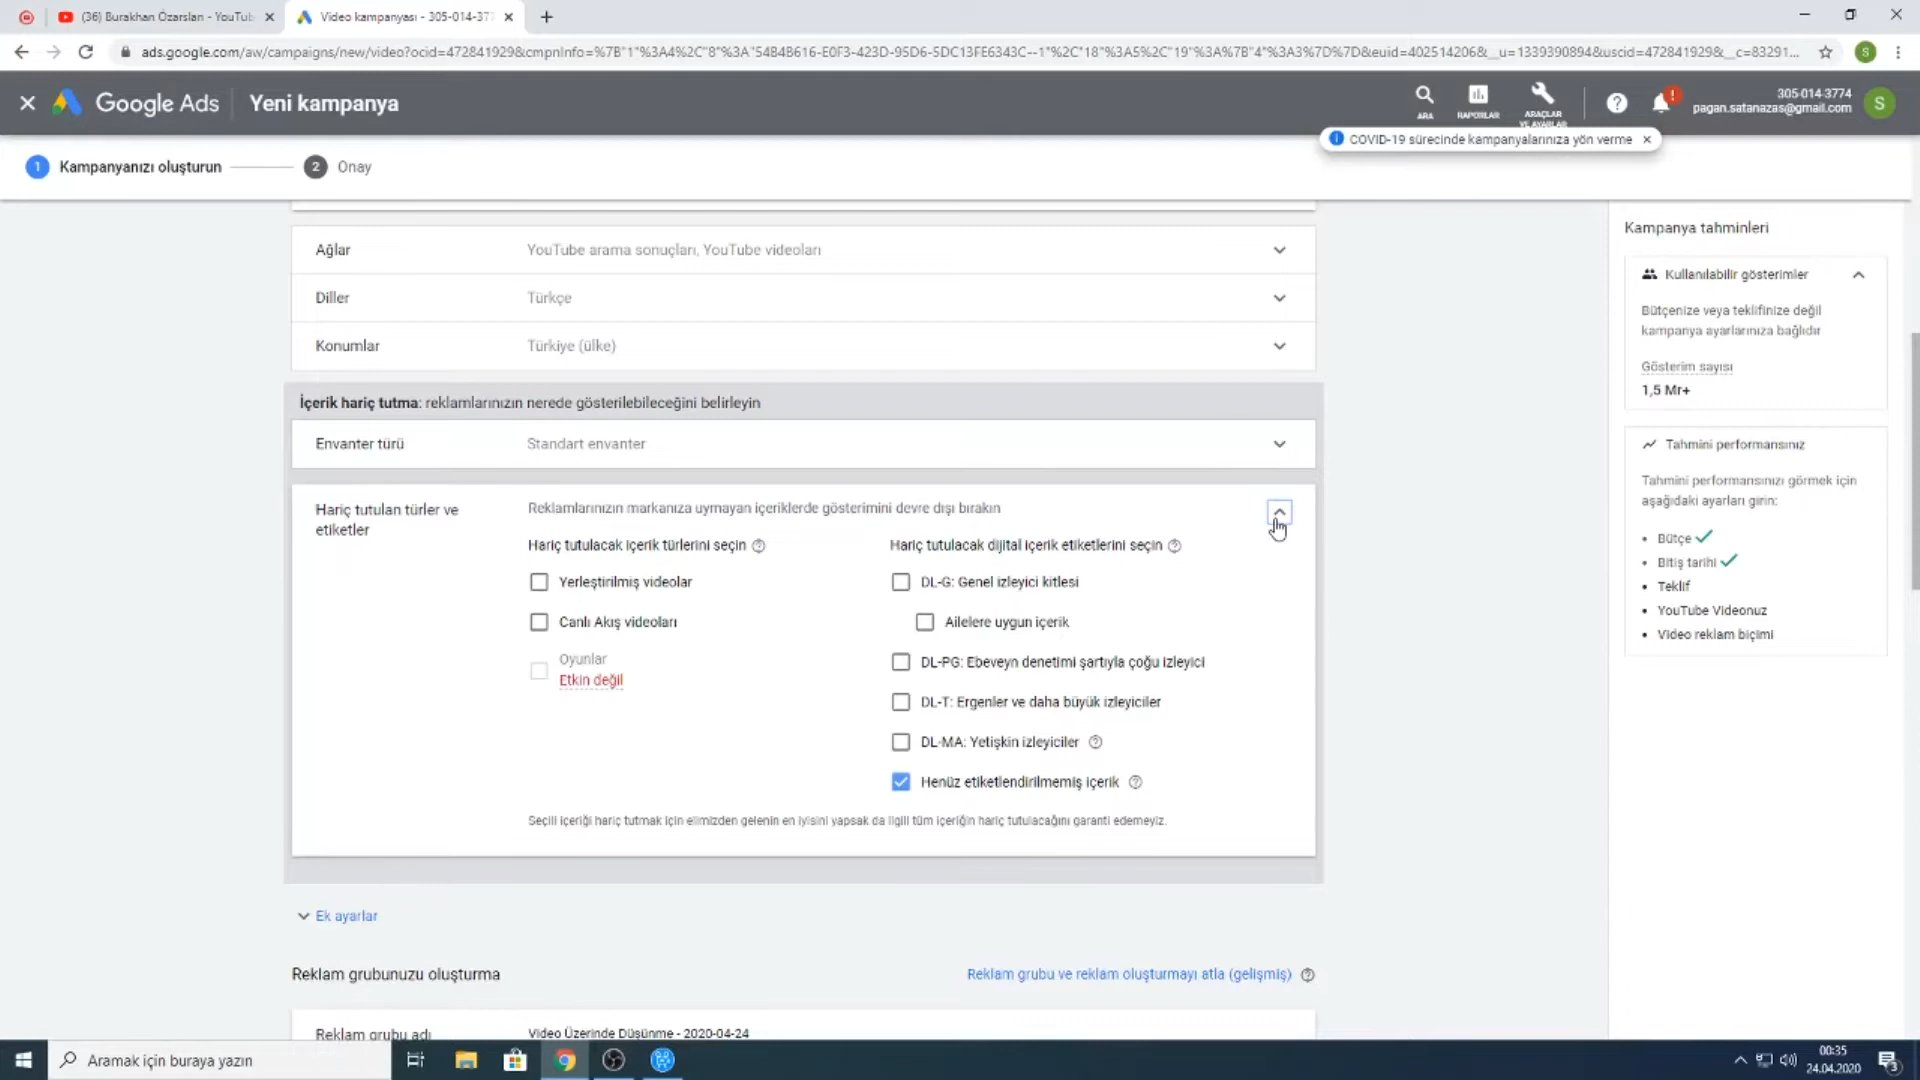 (36) Burakhan Özarslan - YouTub
Video kampanyası - 305-014-377
ads.google.com/aw/campaigns/new/video?ocid=472841929&cmpnInfo=%7B"1"%3A4%2C"8"%3A"54B4B616-E0F3-423D-95D6-5DC13FE6343C--1"%2C"18"%3A5%2C"19"%3A%7B"4"%3A3%7D%7D&euid=402514206&__u=1339390894&uscid=472841929&__c=83291...
S
Google Ads
Yeni kampanya
ARA
RAPORLAR
ARAÇLAR
VE AYARLAR
305-014-3774
pagan.satanazas@gmail.com
S
COVID-19 sürecinde kampanyalarınıza yön verme
1 Kampanyanızı oluşturun
2 Onay
Ağlar
YouTube arama sonuçları, YouTube videoları
Diller
Türkçe
Konumlar
Türkiye (ülke)
İçerik hariç tutma: reklamlarınızın nerede gösterilebileceğini belirleyin
Envanter türü
Standart envanter
Hariç tutulan türler ve
etiketler
Reklamlarınızın markanıza uymayan içeriklerde gösterimini devre dışı bırakın
Hariç tutulacak içerik türlerini seçin
Yerleştirilmiş videolar
Canlı Akış videoları
Oyunlar
Etkin değil
Hariç tutulacak dijital içerik etiketlerini seçin
DL-G: Genel izleyici kitlesi
Ailelere uygun içerik
DL-PG: Ebeveyn denetimi şartıyla çoğu izleyici
DL-T: Ergenler ve daha büyük izleyiciler
DL-MA: Yetişkin izleyiciler
Henüz etiketlendirilmemiş içerik
Seçili içeriği hariç tutmak için elimizden gelenin en iyisini yapsak da ilgili tüm içeriğin hariç tutulacağını garanti edemeyiz.
Ek ayarlar
Reklam grubunuzu oluşturma
Reklam grubu ve reklam oluşturmayı atla (gelişmiş)
Reklam grubu adı
Video Üzerinde Düşünme - 2020-04-24
Kampanya tahminleri
Kullanılabilir gösterimler
Bütçenize veya teklifinize değil
kampanya ayarlarınıza bağlıdır
Gösterim sayısı
1,5 Mr+
Tahmini performansınız
Tahmini performansınızı görmek için
aşağıdaki ayarları girin:
• Bütçe
• Bitiş tarihi
• Teklif
• YouTube Videonuz
• Video reklam biçimi
Aramak için buraya yazın
00:35
24.04.2020
3